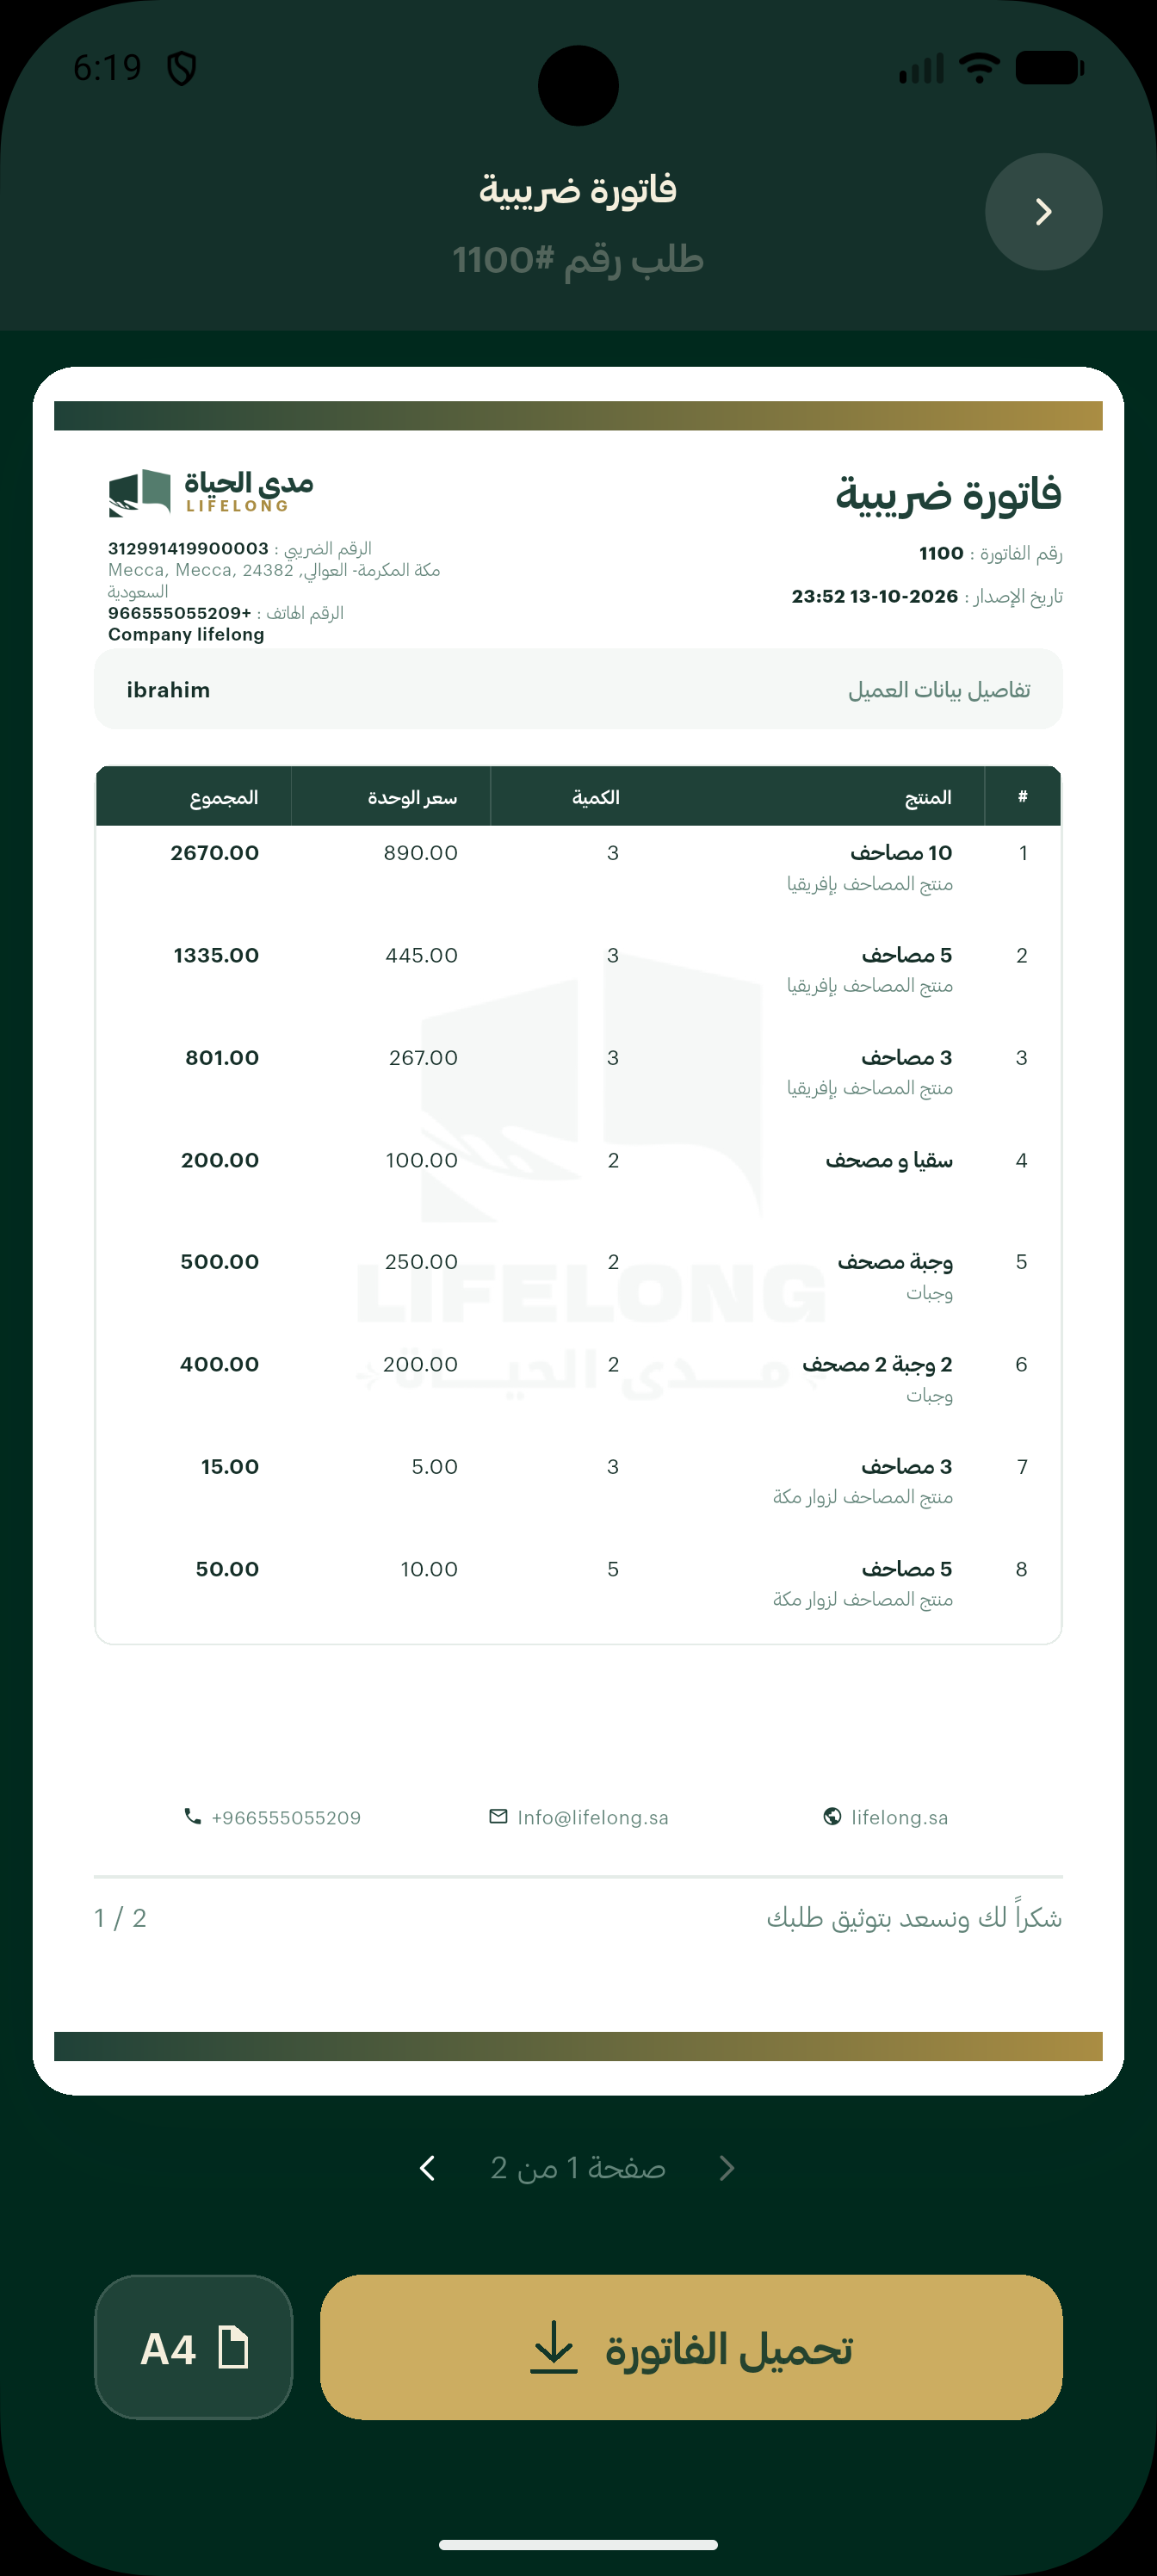 6:19
فاتورة ضريبية
طلب رقم #1100
فاتورة ضريبية
مدى الحياة
LIFELONG
رقم الفاتورة : 1100
تاريخ الإصدار : 2026-10-13 23:52
الرقم الضريبي : 312991419900003
مكة المكرمة- العوالي, Mecca, Mecca, 24382
السعودية
الرقم الهاتف : +966555055209
Company lifelong
تفاصيل بيانات العميل ibrahim
# المنتج الكمية سعر الوحدة المجموع
1 10 مصاحف 3 890.00 2670.00
منتج المصاحف بإفريقيا
2 5 مصاحف 3 445.00 1335.00
منتج المصاحف بإفريقيا
3 3 مصاحف 3 267.00 801.00
منتج المصاحف بإفريقيا
4 سقيا و مصحف 2 100.00 200.00
5 وجبة مصحف 2 250.00 500.00
وجبات
6 2 وجبة 2 مصحف 2 200.00 400.00
وجبات
7 3 مصاحف 3 5.00 15.00
منتج المصاحف لزوار مكة
8 5 مصاحف 5 10.00 50.00
منتج المصاحف لزوار مكة
LIFELONG
مـدى الحيـاة
+966555055209 Info@lifelong.sa lifelong.sa
شكراً لك ونسعد بتوثيق طلبك 1 / 2
صفحة 1 من 2
تحميل الفاتورة
A4